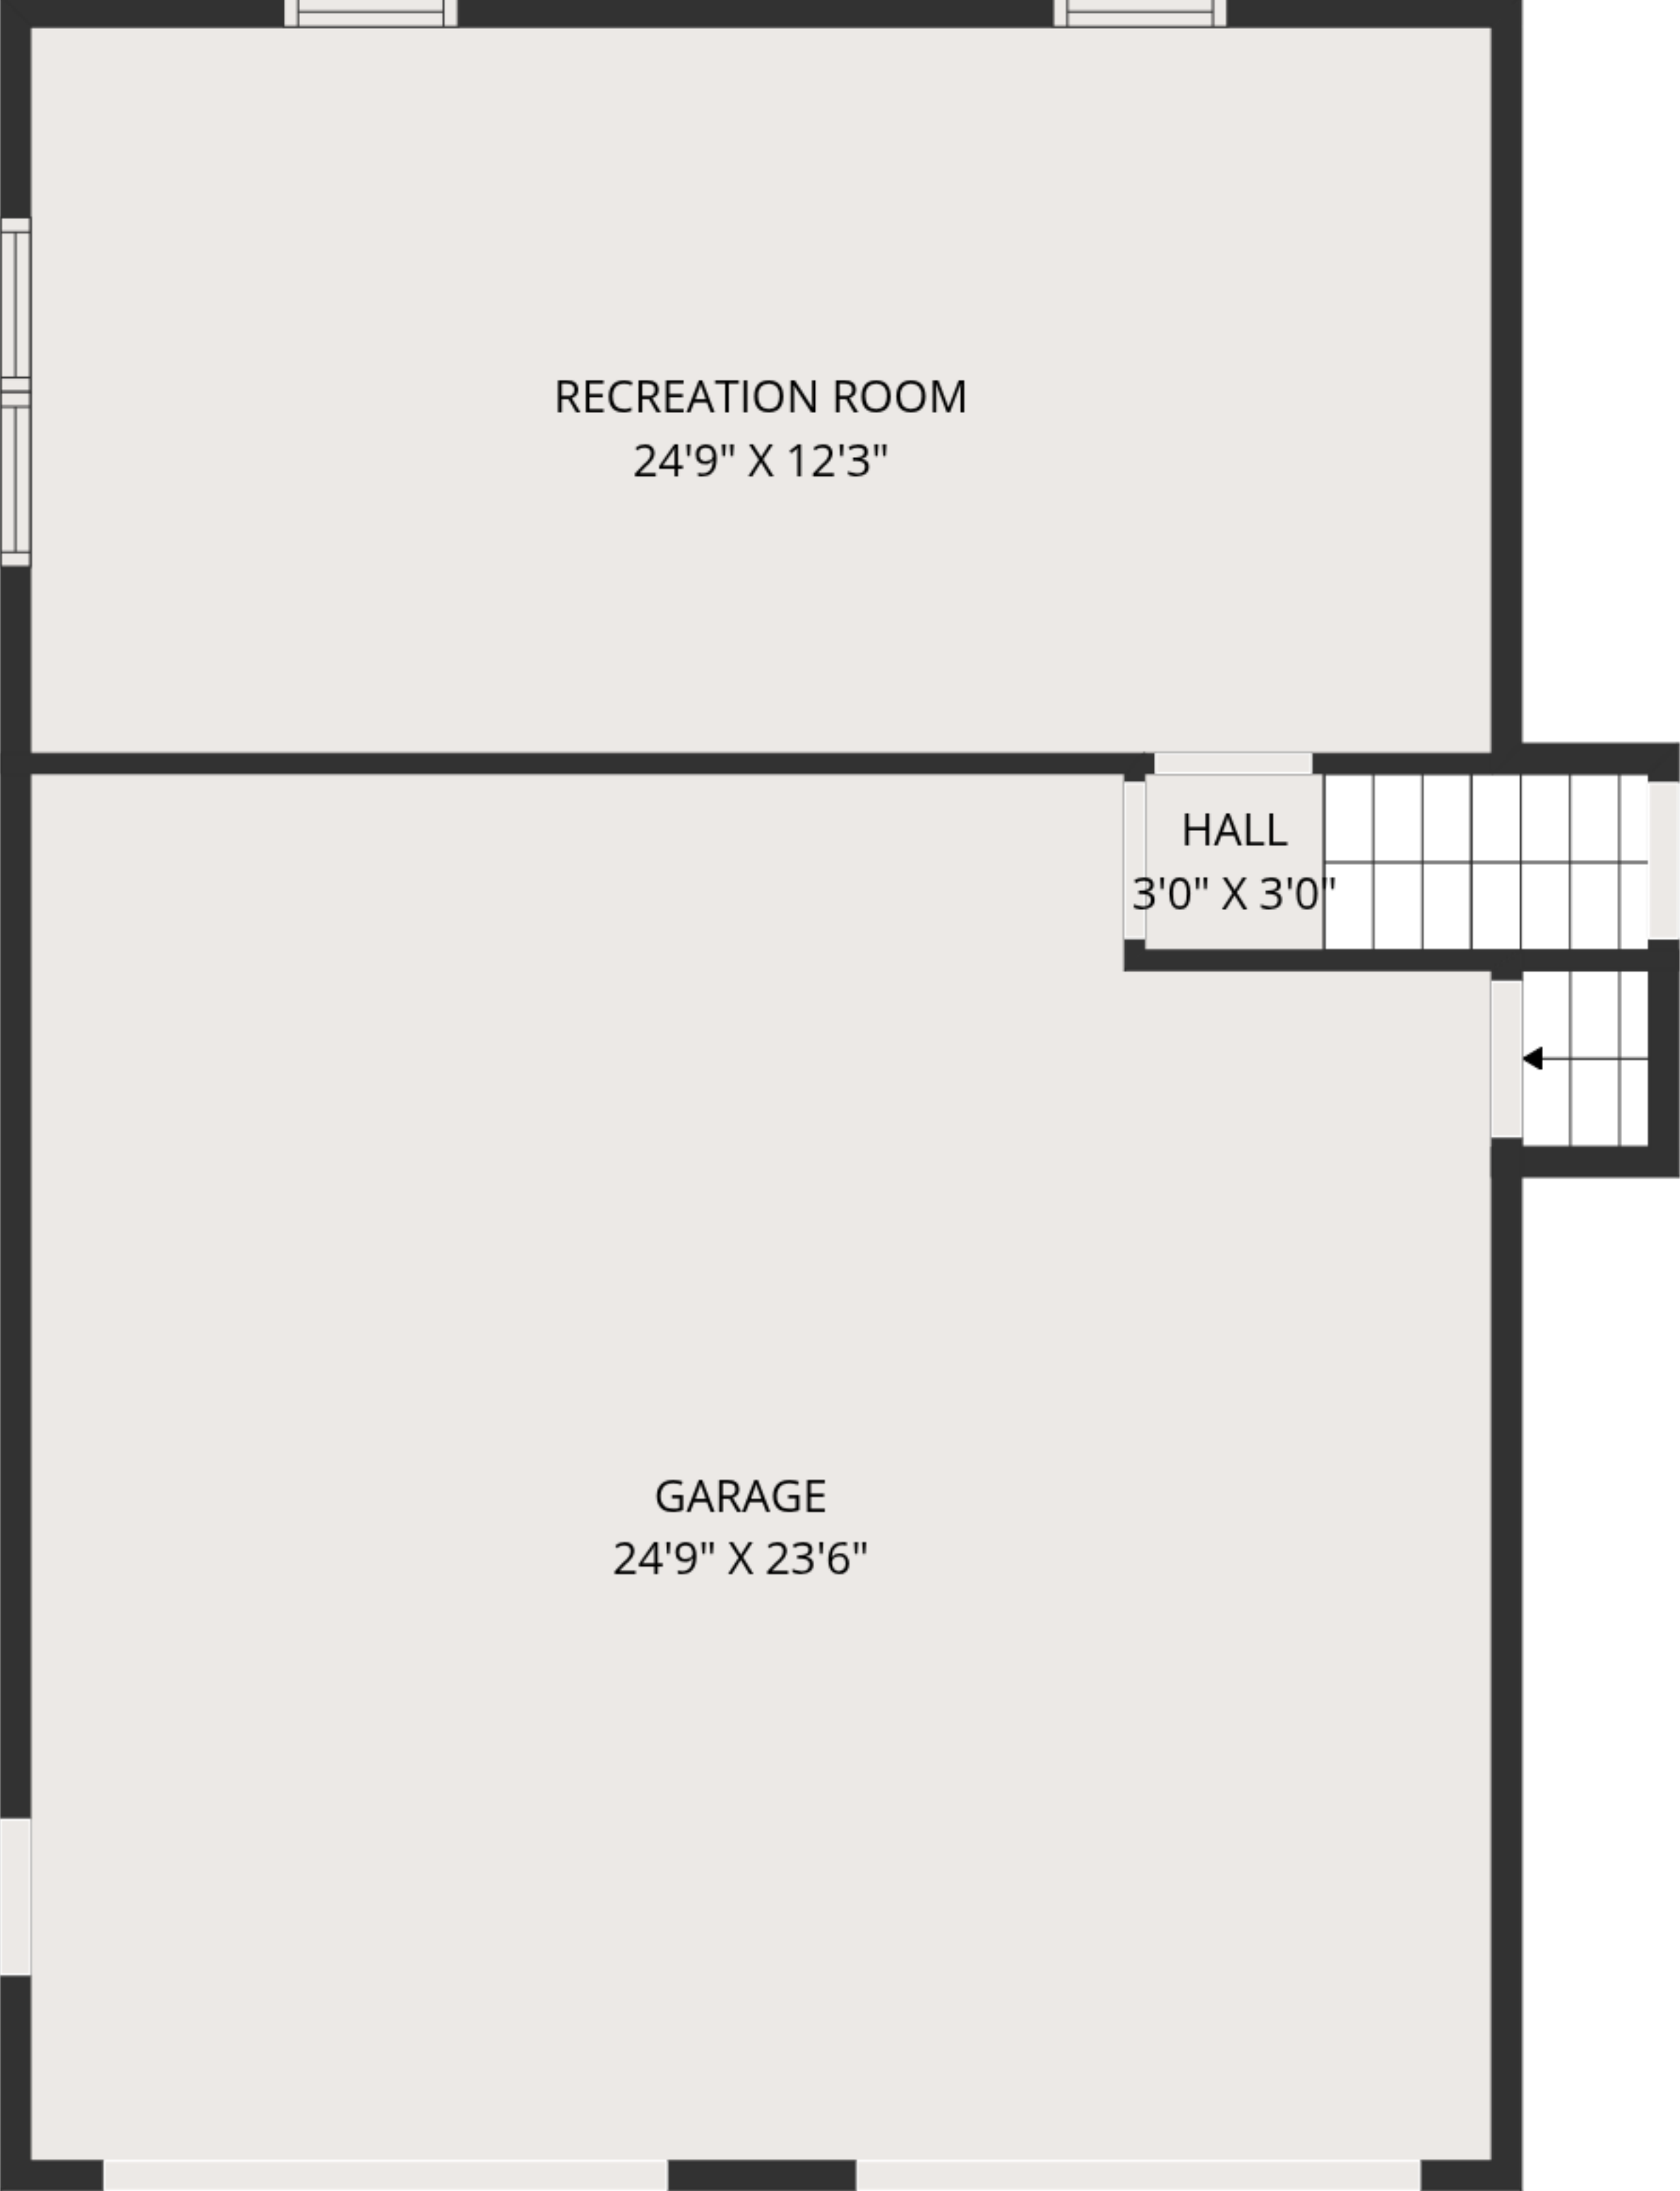 RECREATION ROOM
24'9" X 12'3"
HALL
3'0" X 3'0"
GARAGE
24'9" X 23'6"